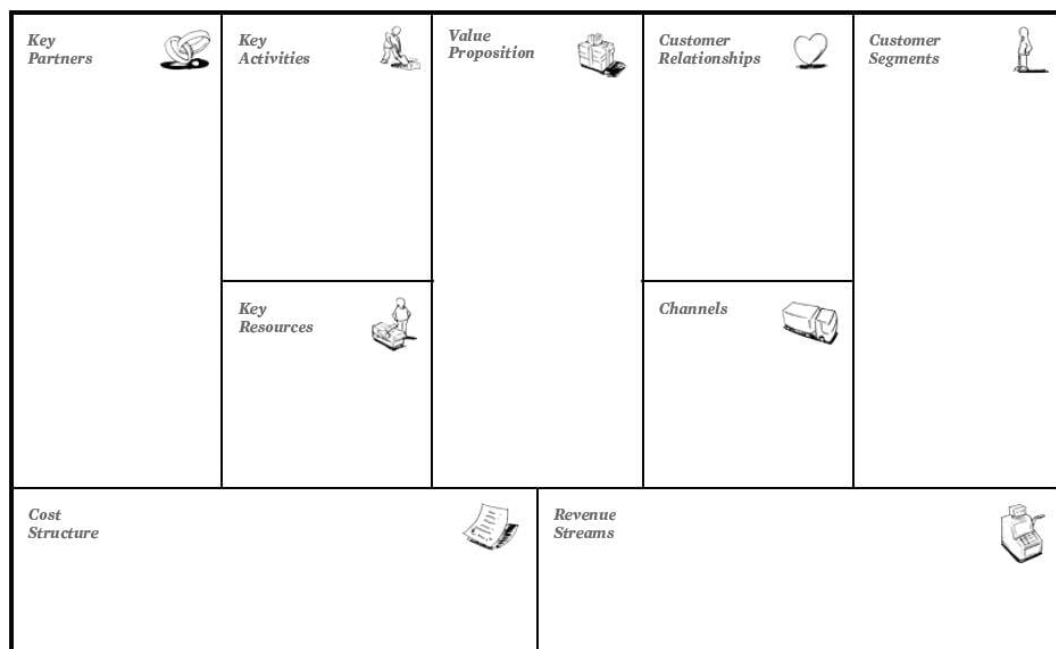 Key
Partners
Key
Activities
Value
Proposition
Customer
Relationships
Customer
Segments
Key
Resources
Channels
Cost
Structure
Revenue
Streams